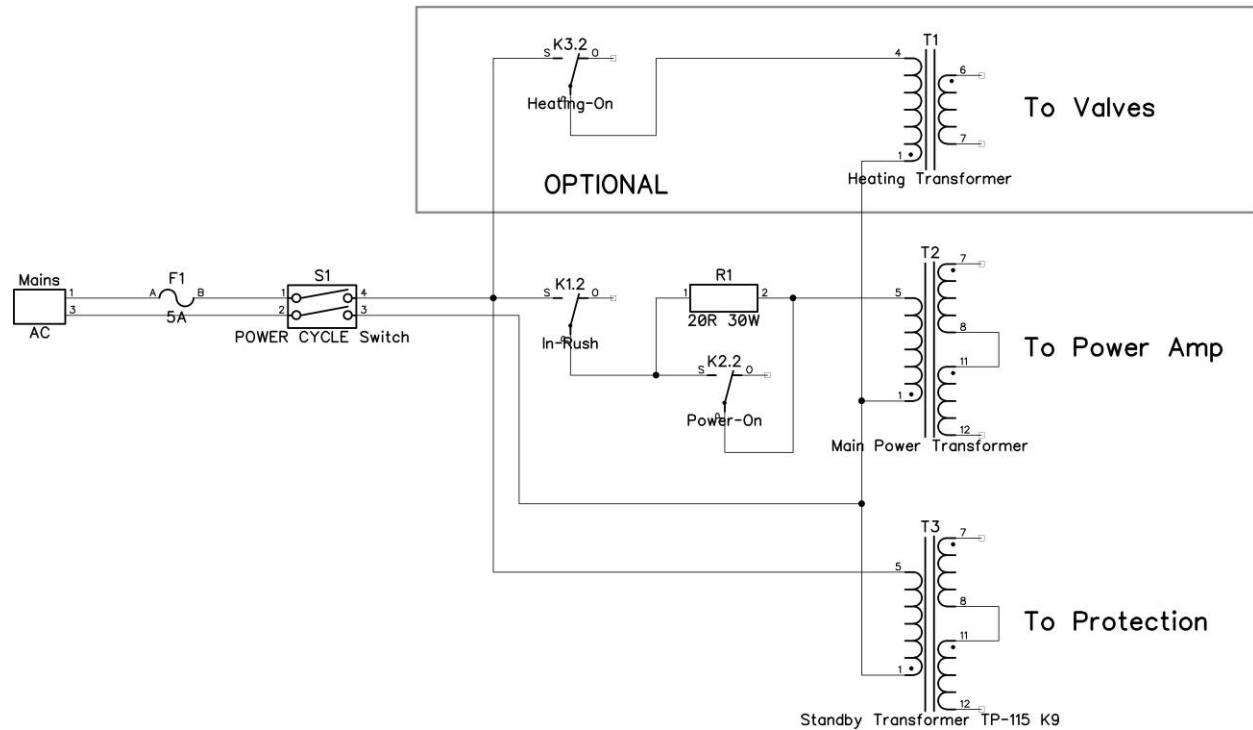 K3.2
S
O
P
Heating-On
OPTIONAL
T1
4
1
6
7
Heating Transformer
To Valves
Mains
1
3
AC
F1
A
B
5A
S1
1
4
2
3
POWER CYCLE Switch
K1.2
S
O
P
In-Rush
R1
1
2
20R 30W
K2.2
S
O
P
Power-On
T2
5
1
7
8
11
12
Main Power Transformer
To Power Amp
T3
5
1
7
8
11
12
Standby Transformer TP-115 K9
To Protection